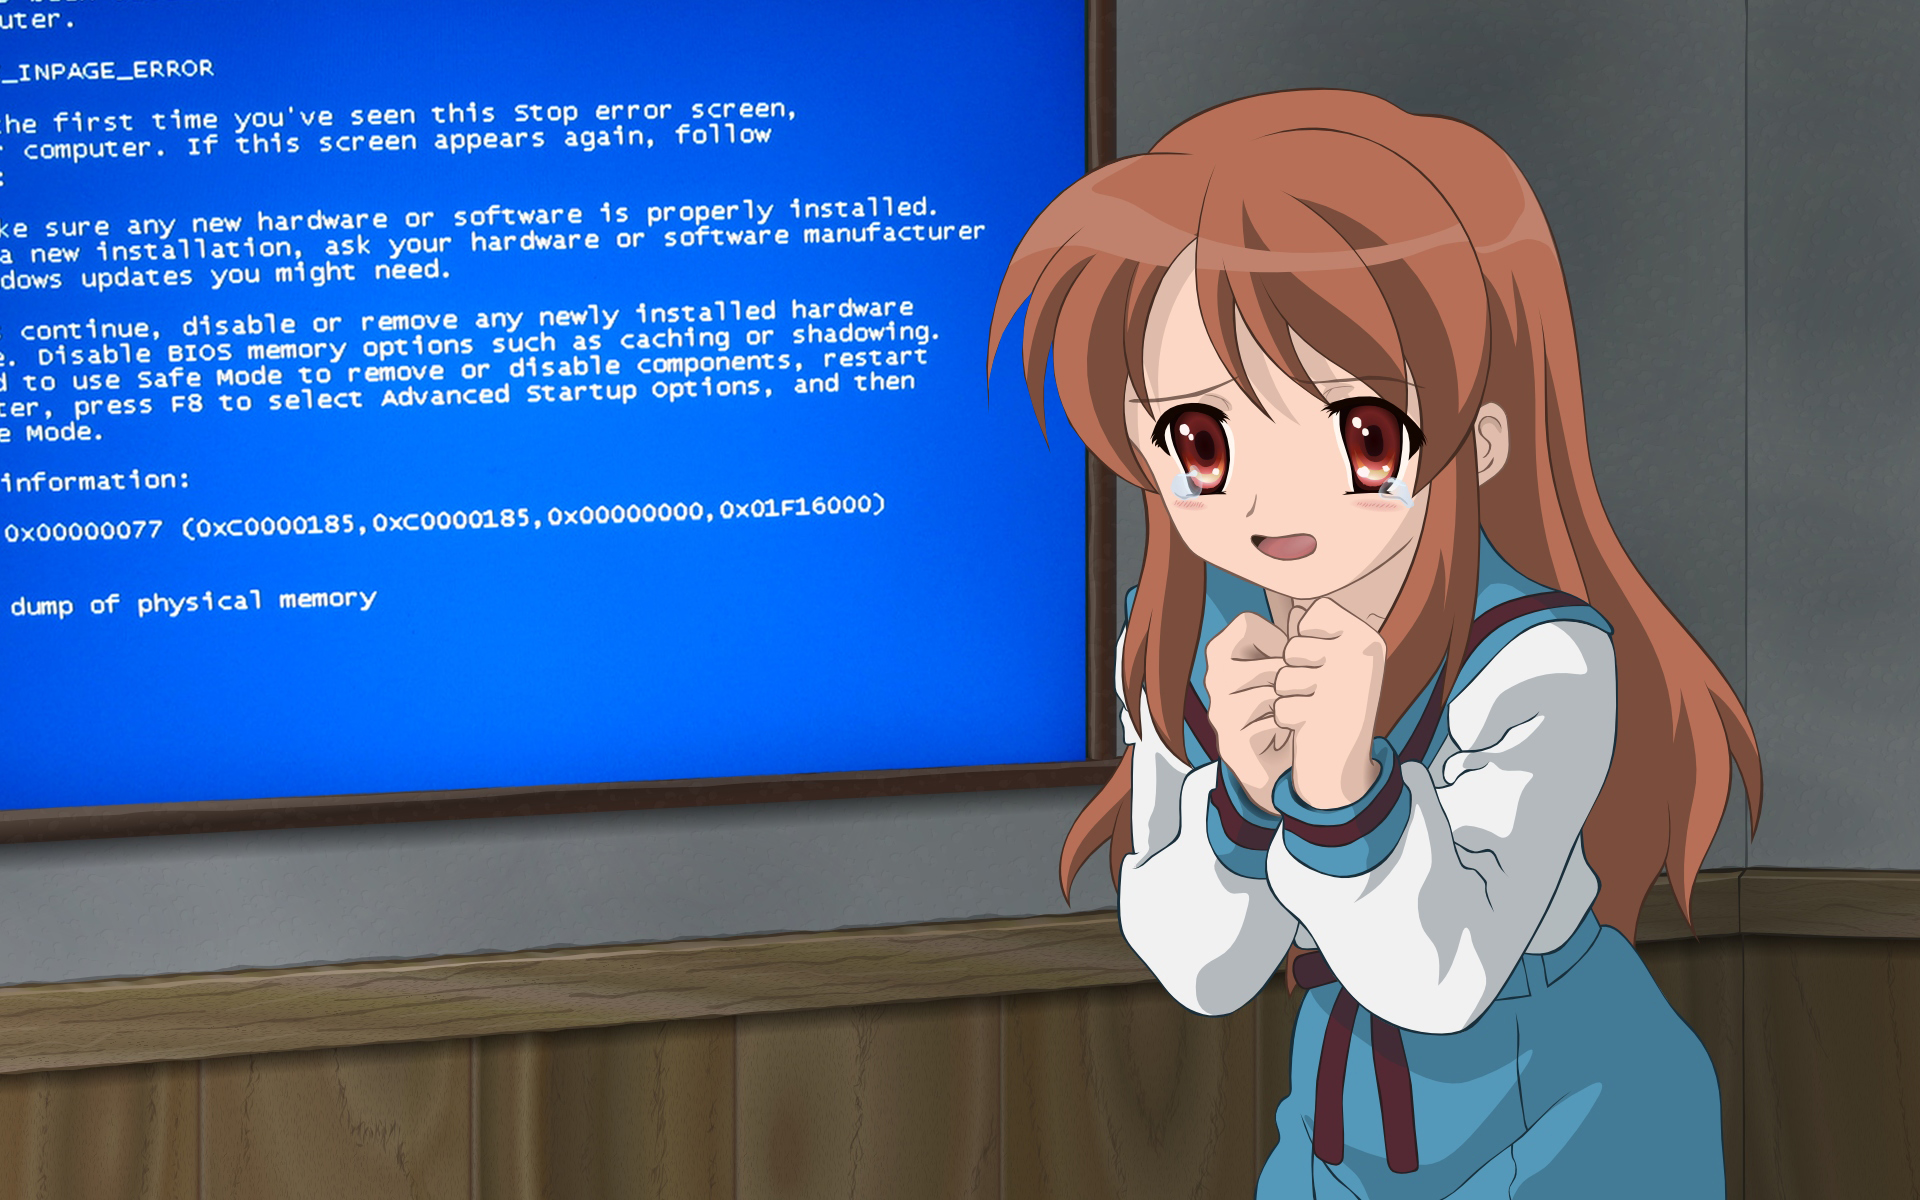 uter.
_INPAGE_ERROR
he first time you've seen this Stop error screen,
computer. If this screen appears again, follow
:
ke sure any new hardware or software is properly installed.
a new installation, ask your hardware or software manufacturer
dows updates you might need.
continue, disable or remove any newly installed hardware
e. Disable BIOS memory options such as caching or shadowing.
d to use Safe Mode to remove or disable components, restart
ter, press F8 to select Advanced Startup Options, and then
e Mode.
information:
0x00000077 (0xC0000185,0xC0000185,0x00000000,0x01F16000)
dump of physical memory